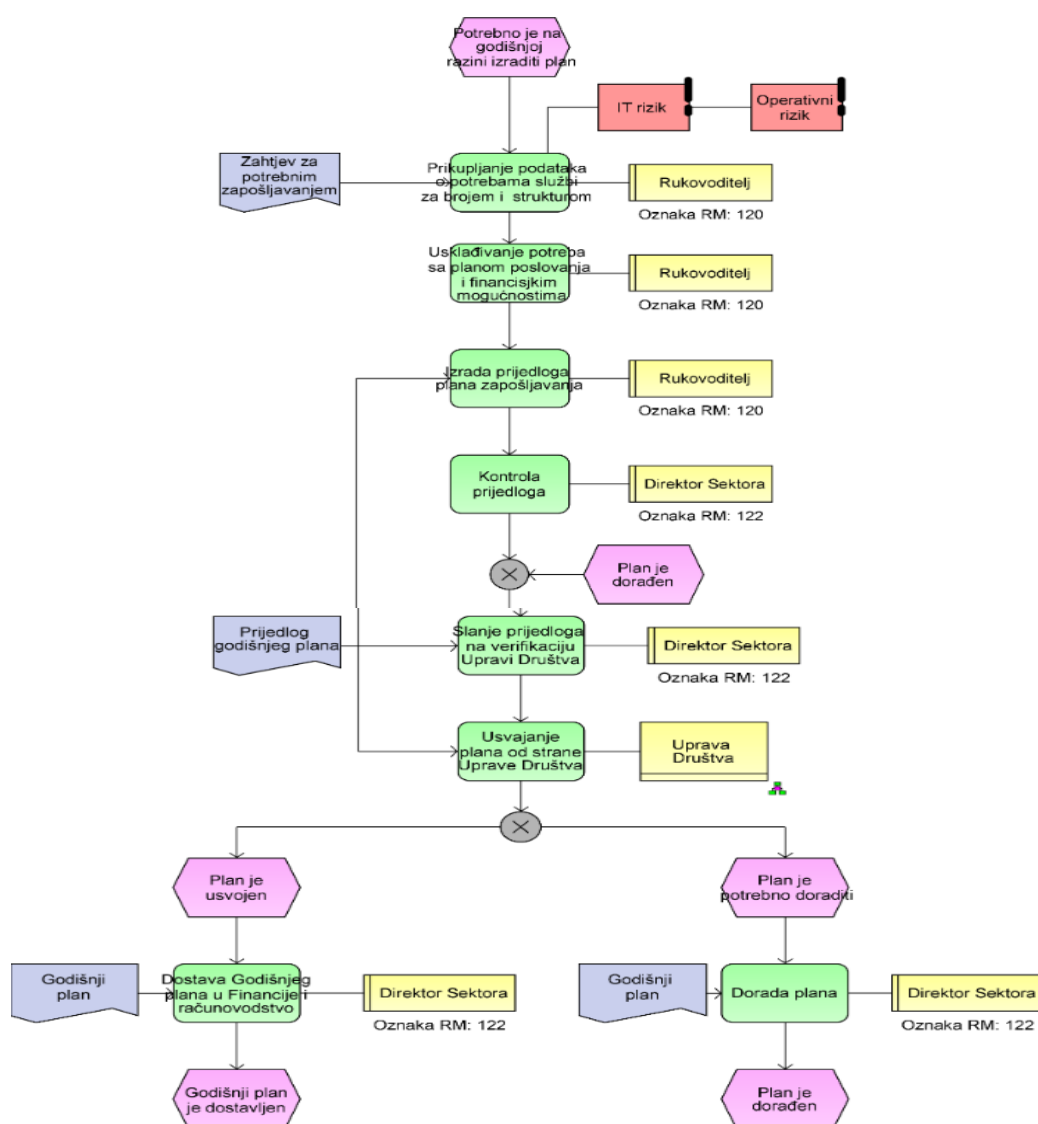 Potrebno je na
godišnjoj
razini izraditi plan
IT rizik
Operativni
rizik
Zahtjev za
potrebnim
zapošljavanjem
Prikupljanje podataka
o potrebama službi
za brojem i strukturom
Rukovoditelj
Oznaka RM: 120
Usklađivanje potreba
sa planom poslovanja
i financisjkim
mogućnostima
Rukovoditelj
Oznaka RM: 120
Izrada prijedloga
plana zapošljavanja
Rukovoditelj
Oznaka RM: 120
Kontrola
prijedloga
Direktor Sektora
Oznaka RM: 122
Plan je
dorađen
Prijedlog
godišnjeg plana
Slanje prijedloga
na verifikaciju
Upravi Društva
Direktor Sektora
Oznaka RM: 122
Usvajanje
plana od strane
Uprave Društva
Uprava
Društva
Plan je
usvojen
Plan je
potrebno doraditi
Godišnji
plan
Dostava Godišnjeg
plana u Financije i
računovodstvo
Direktor Sektora
Oznaka RM: 122
Godišnji
plan
Dorada plana
Direktor Sektora
Oznaka RM: 122
Godišnji plan
je dostavljen
Plan je
dorađen